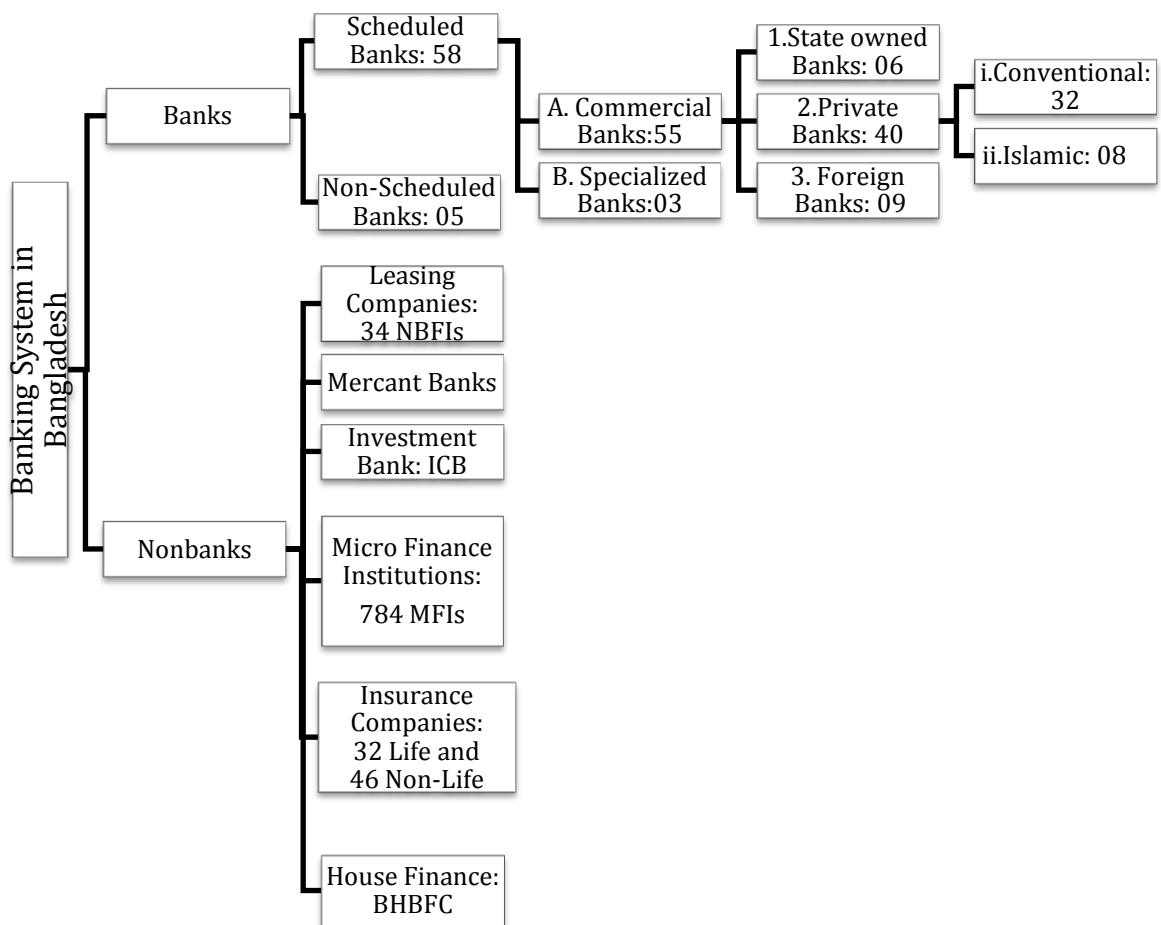 Banking System in
Bangladesh
Banks
Scheduled
Banks: 58
A. Commercial
Banks:55
1.State owned
Banks: 06
2.Private
Banks: 40
i.Conventional:
32
ii.Islamic: 08
3. Foreign
Banks: 09
B. Specialized
Banks:03
Non-Scheduled
Banks: 05
Nonbanks
Leasing
Companies:
34 NBFIs
Mercant Banks
Investment
Bank: ICB
Micro Finance
Institutions:
784 MFIs
Insurance
Companies:
32 Life and
46 Non-Life
House Finance:
BHBFC